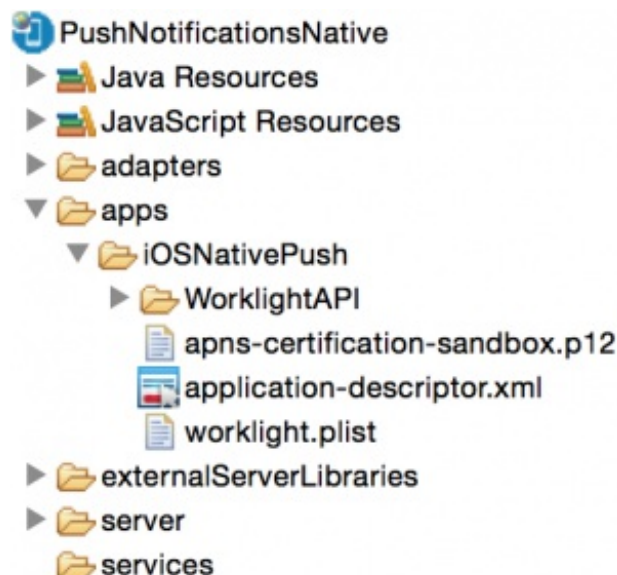 PushNotificationsNative
Java Resources
JavaScript Resources
adapters
apps
iOSNativePush
WorklightAPI
apns-certification-sandbox.p12
application-descriptor.xml
worklight.plist
externalServerLibraries
server
services